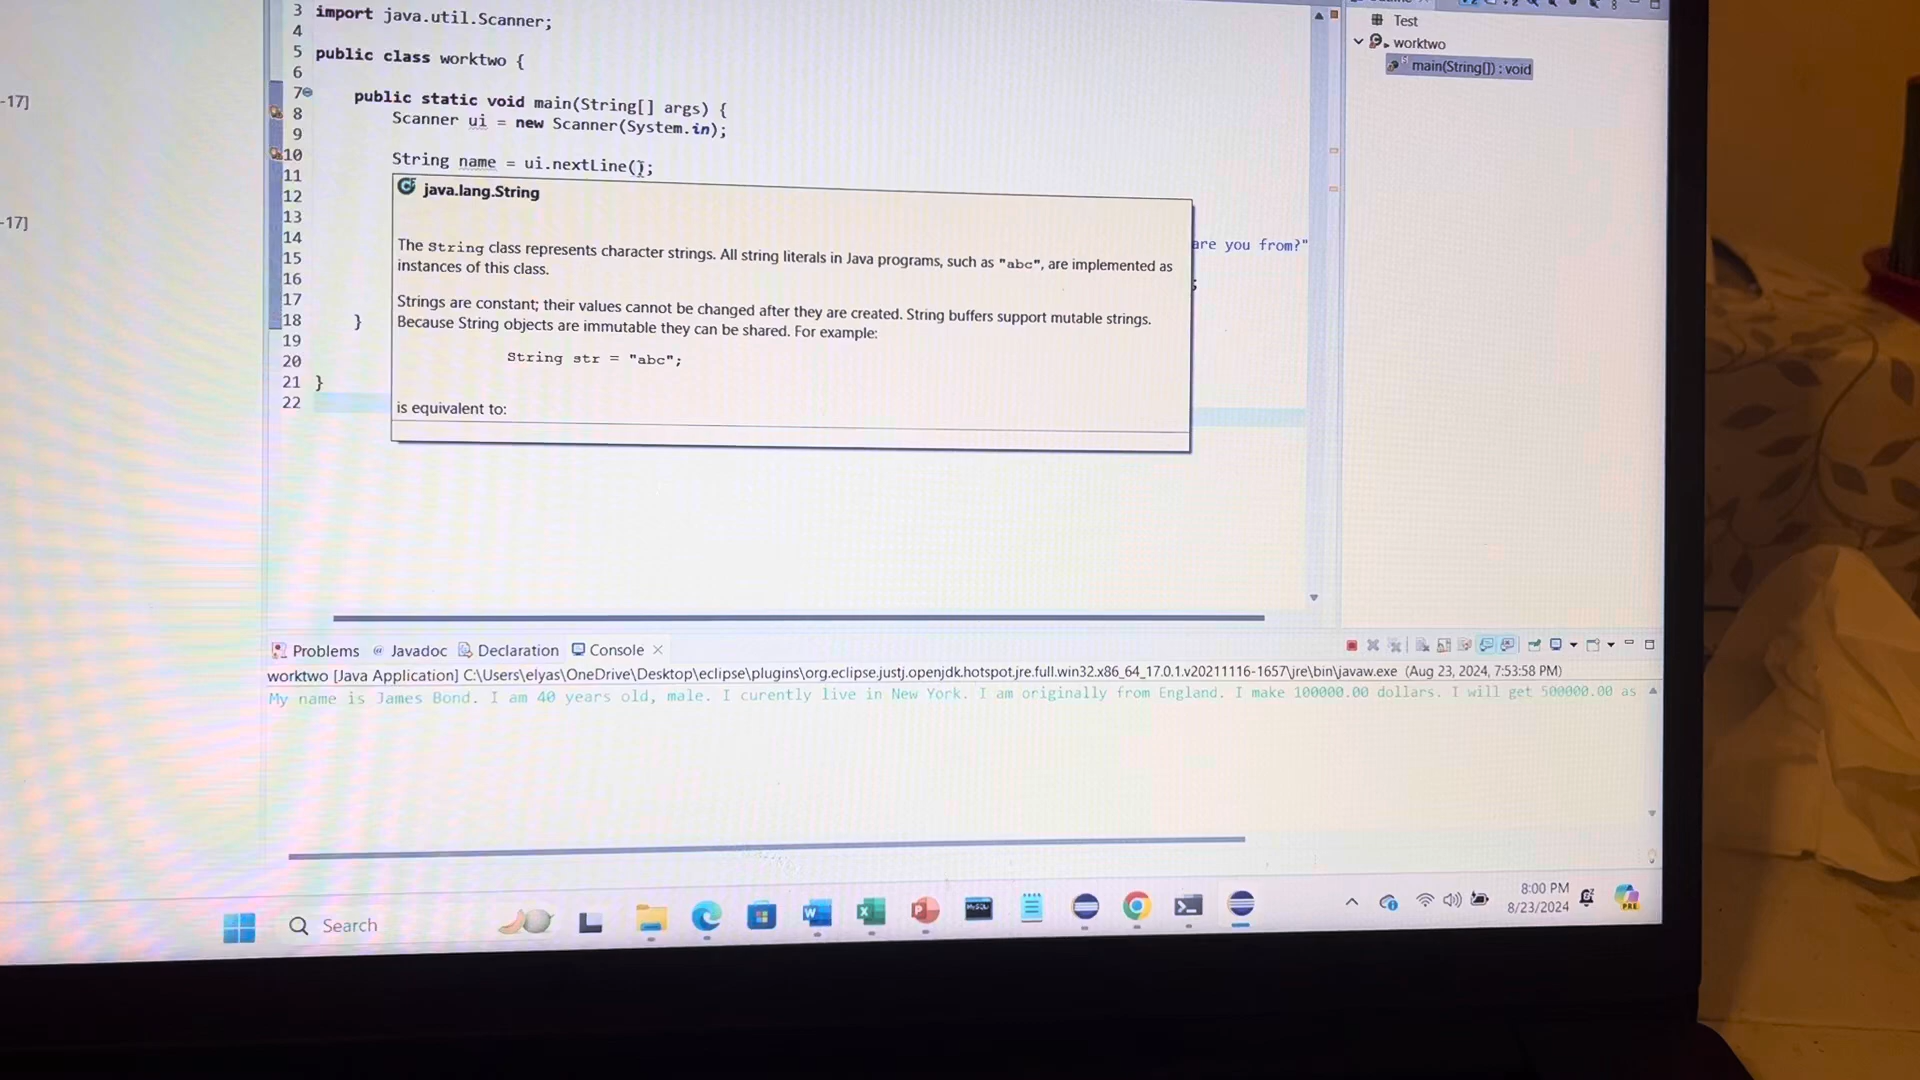 -17]
-17]
3 import java.util.Scanner;
4
5 public class worktwo {
6
7 public static void main(String[] args) {
8 Scanner ui = new Scanner(System.in);
9
10 String name = ui.nextLine();
11
12
13
14 are you from?"
15
16 ;
17
18 }
19
20
21 }
22
java.lang.String
The String class represents character strings. All string literals in Java programs, such as "abc", are implemented as
instances of this class.
Strings are constant; their values cannot be changed after they are created. String buffers support mutable strings.
Because String objects are immutable they can be shared. For example:
String str = "abc";
is equivalent to:
Test
worktwo
main(String[]) : void
Problems @ Javadoc Declaration Console
worktwo [Java Application] C:\Users\elyas\OneDrive\Desktop\eclipse\plugins\org.eclipse.justj.openjdk.hotspot.jre.full.win32.x86_64_17.0.1.v20211116-1657\jre\bin\javaw.exe (Aug 23, 2024, 7:53:58 PM)
My name is James Bond. I am 40 years old, male. I curently live in New York. I am originally from England. I make 100000.00 dollars. I will get 500000.00 as
Search
W
X
P
MySQL
8:00 PM
8/23/2024
PRE